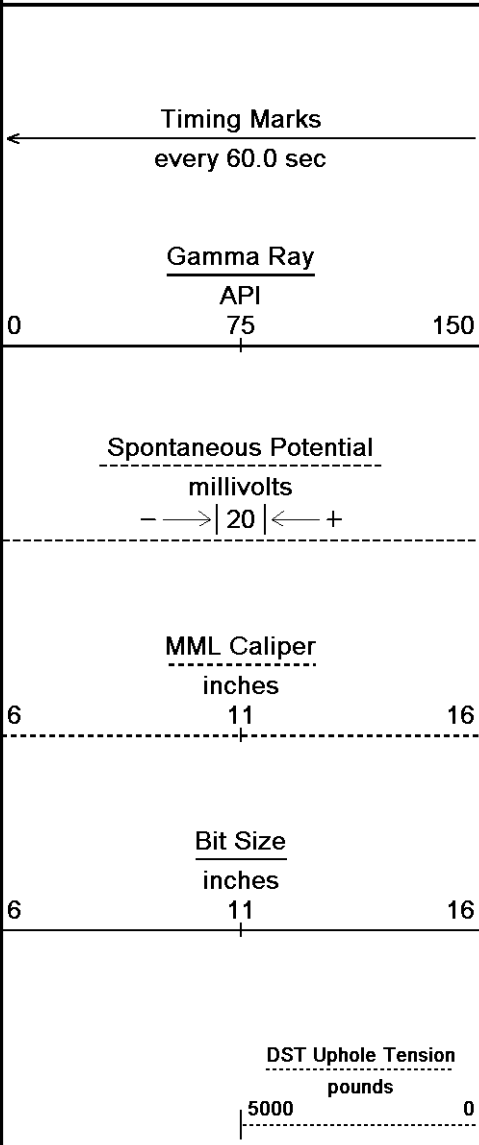 Timing Marks
every 60.0 sec
Gamma Ray
API
0 75 150
Spontaneous Potential
millivolts
− 20 +
MML Caliper
inches
6 11 16
Bit Size
inches
6 11 16
DST Uphole Tension
pounds
5000 0